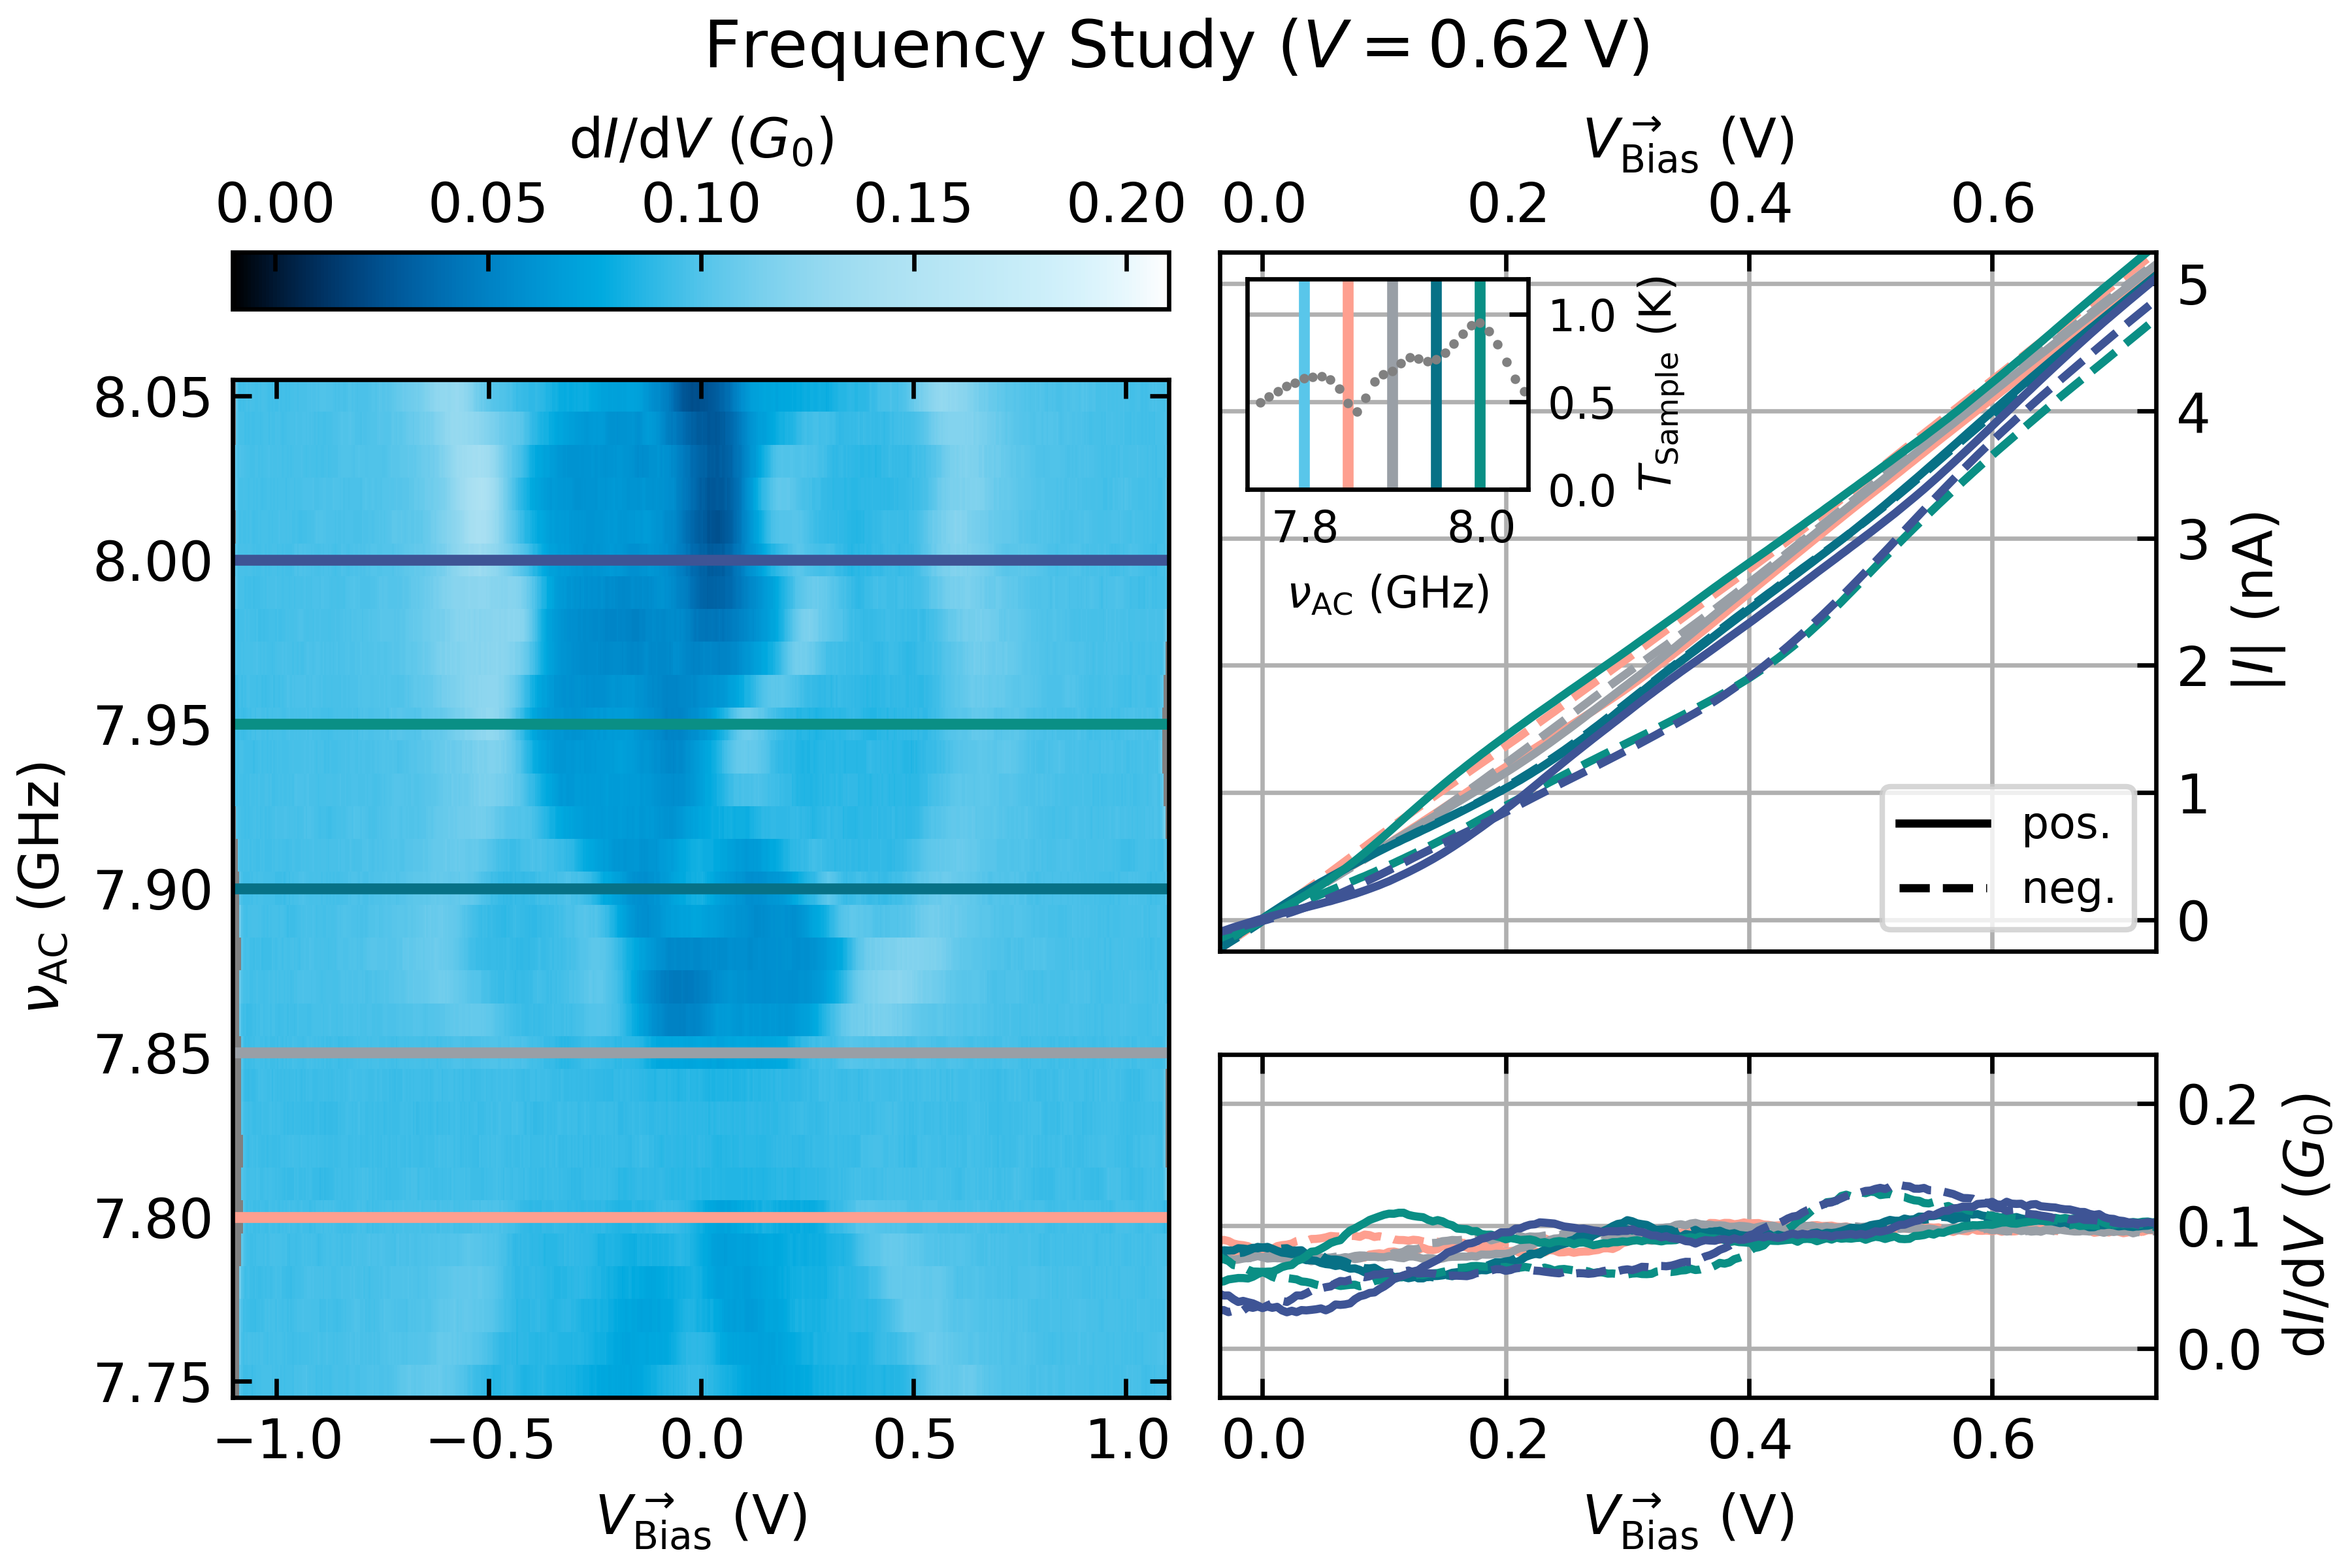 Frequency Study (V = 0.62 V)
dI/dV (G₀)
0.00 0.05 0.10 0.15 0.20
V→Bias (V)
0.0 0.2 0.4 0.6
νAC (GHz)
8.05
8.00
7.95
7.90
7.85
7.80
7.75
−1.0 −0.5 0.0 0.5 1.0
V→Bias (V)
1.0
0.5
0.0
TSample (K)
7.8 8.0
νAC (GHz)
5
4
3
2
1
0
|I| (nA)
pos.
neg.
0.2
0.1
0.0
dI/dV (G₀)
0.0 0.2 0.4 0.6
V→Bias (V)